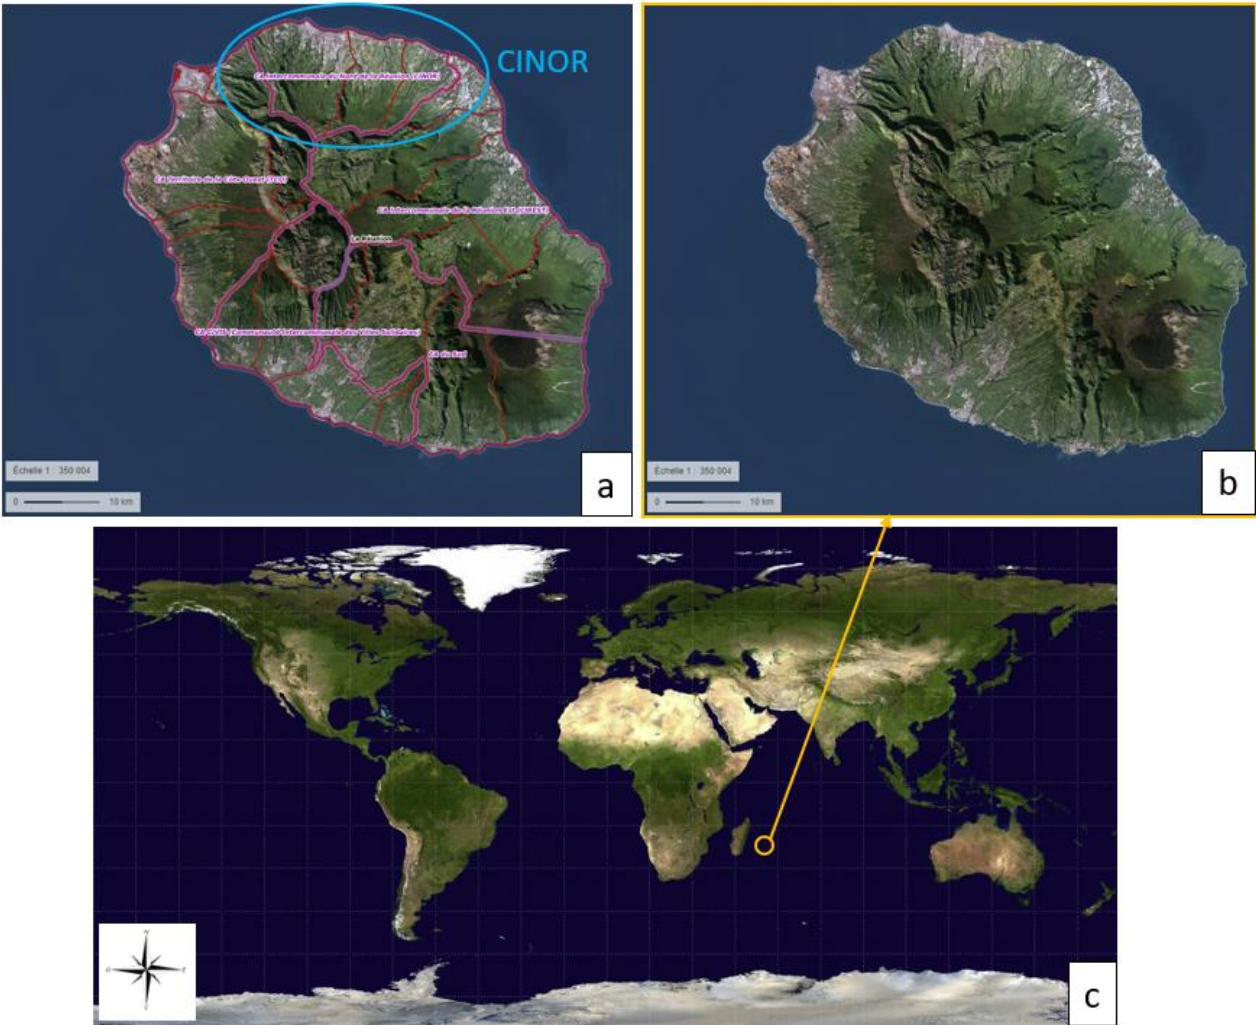 CINOR
CA Intercommunale du Nord de la Réunion (CINOR)
CA Territoire de la Côte Ouest (TCO)
CA Intercommunale de la Réunion Est (CIREST)
La Réunion
CA CIVIS (Communauté Intercommunale des Villes Solidaires)
CA du Sud
Échelle 1 : 350 004
0 10 km
a
Échelle 1 : 350 004
0 10 km
b
N
O E
S
c